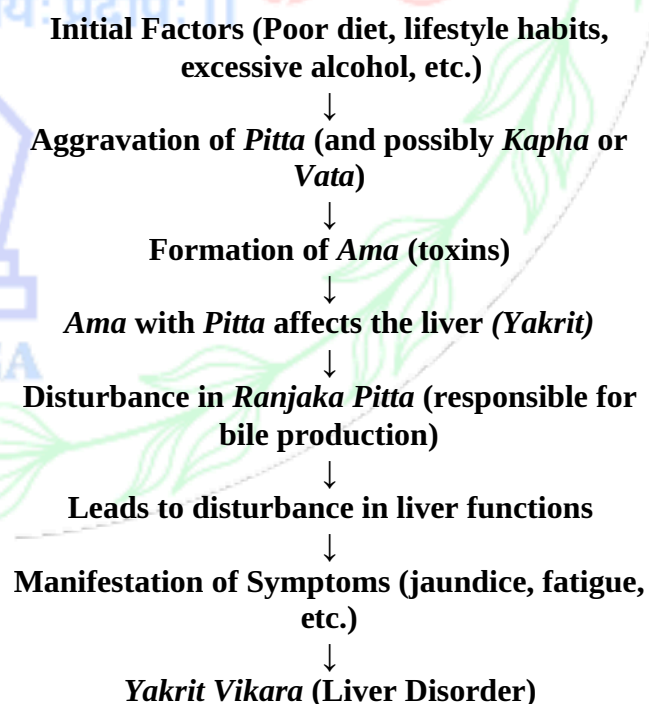 Initial Factors (Poor diet, lifestyle habits,
excessive alcohol, etc.)
↓
Aggravation of Pitta (and possibly Kapha or
Vata)
↓
Formation of Ama (toxins)
↓
Ama with Pitta affects the liver (Yakrit)
↓
Disturbance in Ranjaka Pitta (responsible for
bile production)
↓
Leads to disturbance in liver functions
↓
Manifestation of Symptoms (jaundice, fatigue,
etc.)
↓
Yakrit Vikara (Liver Disorder)